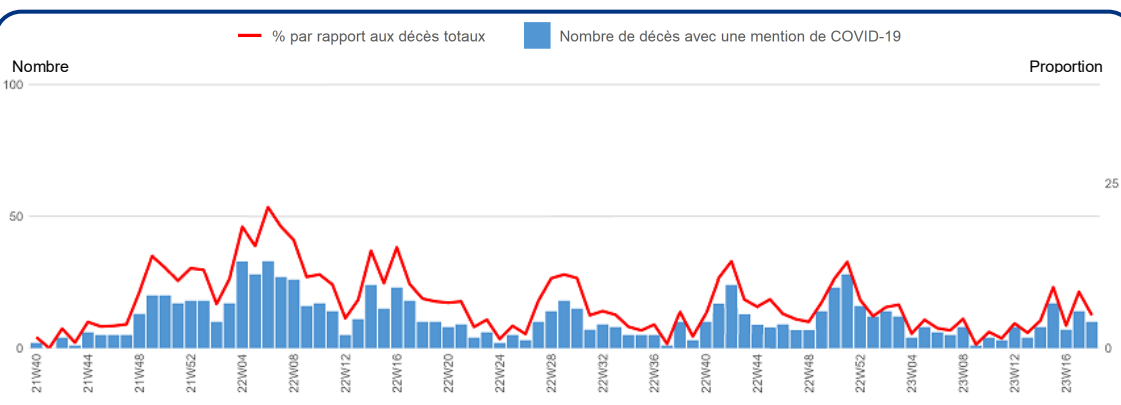 % par rapport aux décès totaux Nombre de décès avec une mention de COVID-19
Nombre Proportion
100
25
50
0 0
21W40 21W44 21W48 21W52 22W04 22W08 22W12 22W16 22W20 22W24 22W28 22W32 22W36 22W40 22W44 22W48 22W52 23W04 23W08 23W12 23W16